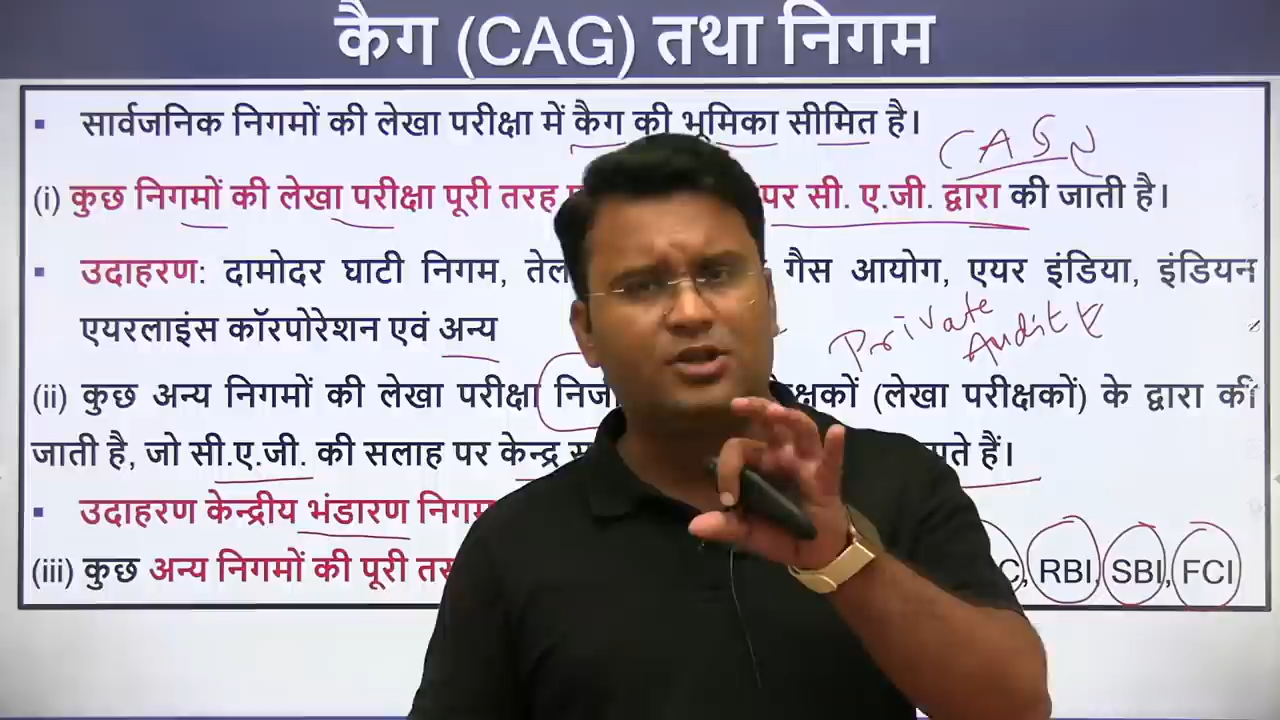 कैग (CAG) तथा निगम
▪ सार्वजनिक निगमों की लेखा परीक्षा में कैग की भूमिका सीमित है।
CAG
(i) कुछ निगमों की लेखा परीक्षा पूरी तरह पर सी. ए.जी. द्वारा की जाती है।
▪ उदाहरण: दामोदर घाटी निगम, गैस आयोग, एयर इंडिया, इंडियन
एयरलाइंस कॉरपोरेशन एवं अन्य
Private
Audit
(ii) कुछ अन्य निगमों की लेखा परीक्षा (लेखा परीक्षकों) के द्वारा की
जाती है, जो सी.ए.जी. की सलाह पर केन्द्र हैं।
▪ उदाहरण केन्द्रीय भंडारण निगम
(iii) कुछ अन्य निगमों की पूरी RBI, SBI, FCI